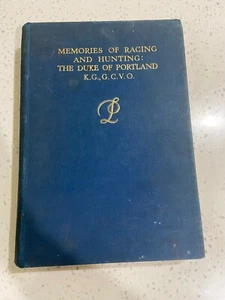 MEMORIES OF RACING
AND HUNTING:
THE DUKE OF PORTLAND
K.G., G.C.V.O.
P